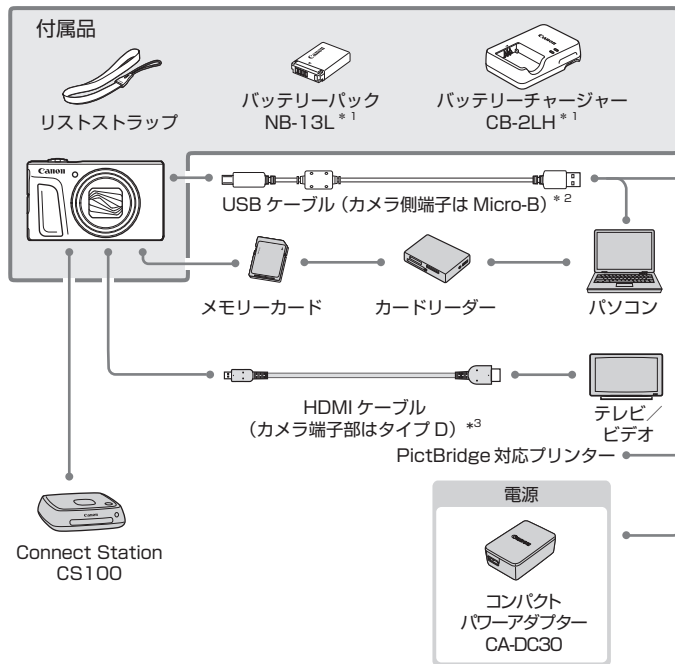 付属品
Canon
Canon
リストストラップ
バッテリーパック
NB-13L *1
バッテリーチャージャー
CB-2LH *1
Canon
USB ケーブル（カメラ側端子は Micro-B）*2
メモリーカード
カードリーダー
パソコン
HDMI ケーブル
（カメラ端子部はタイプ D）*3
テレビ／
ビデオ
PictBridge 対応プリンター
電源
Canon
Canon
Connect Station
CS100
コンパクト
パワーアダプター
CA-DC30